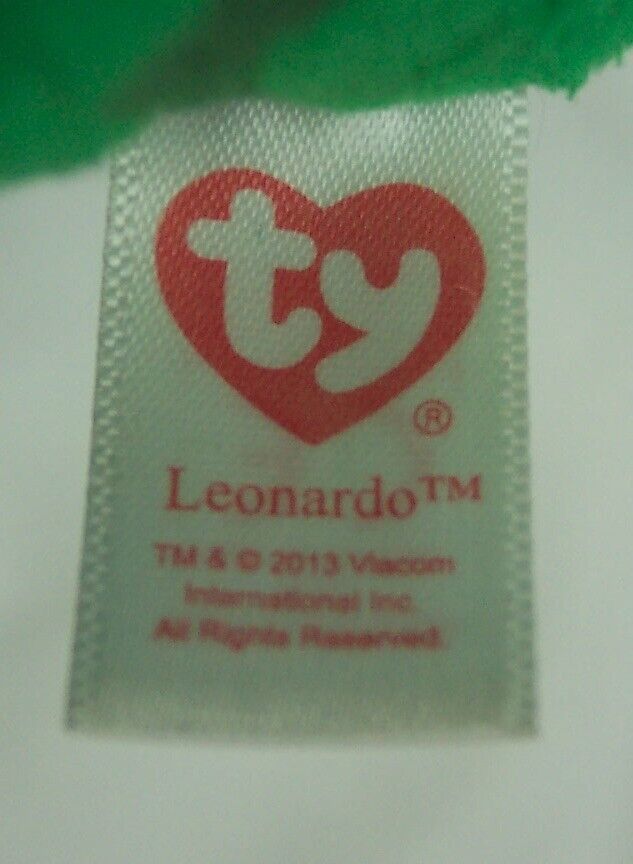 ty®
Leonardo™
TM & © 2013 Viacom
International Inc.
All Rights Reserved.